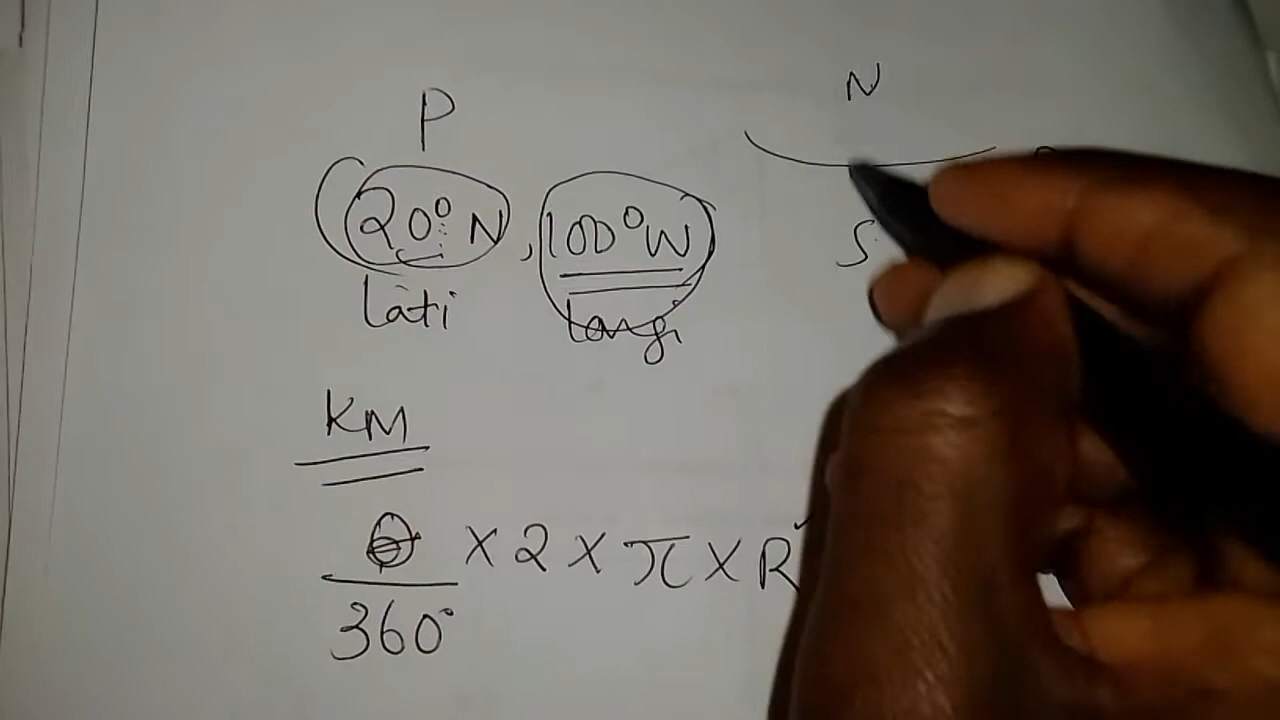 P
(20° N, 100° W
Lati Longi
KM
θ × 2 × π × R
360°
N
S